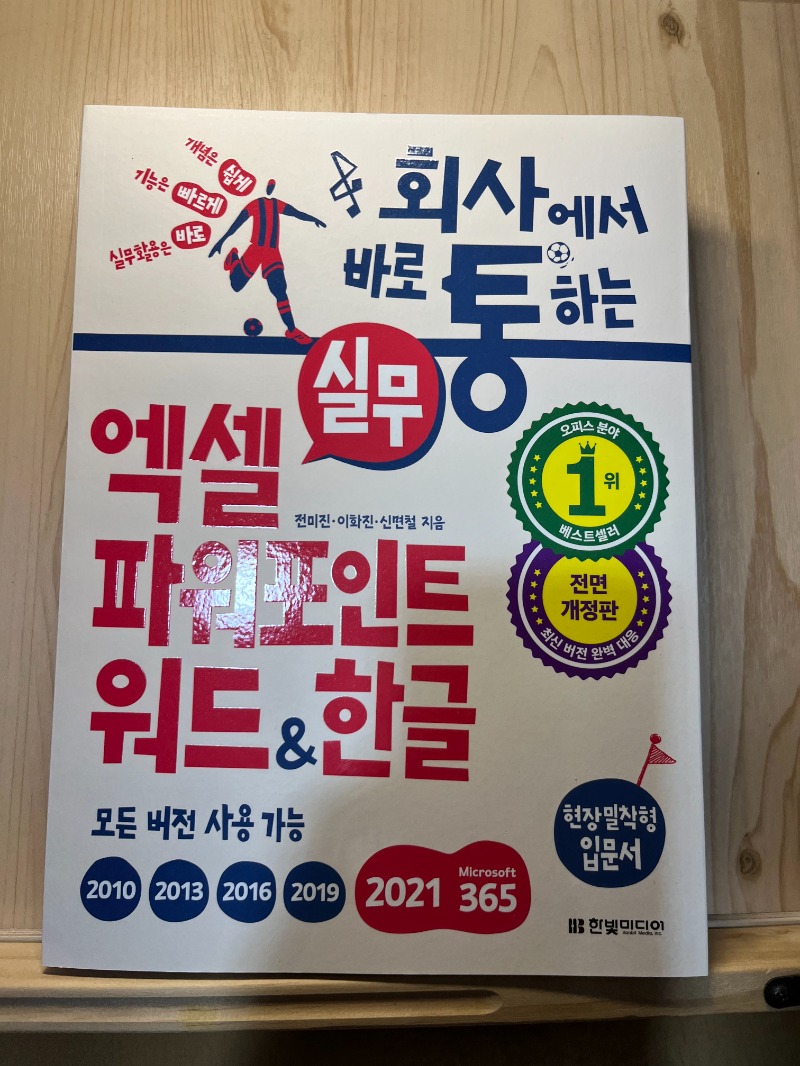 개념은 쉽게
기능은 빠르게
실무활용은 바로
회사에서
바로 통하는
실무
엑셀
전미진·이화진·신면철 지음
파워포인트
워드&한글
오피스 분야
1위
베스트셀러
전면
개정판
최신 버전 완벽 대응
모든 버전 사용 가능
2010 2013 2016 2019 2021 Microsoft 365
현장밀착형
입문서
한빛미디어
Hanbit Media, Inc.